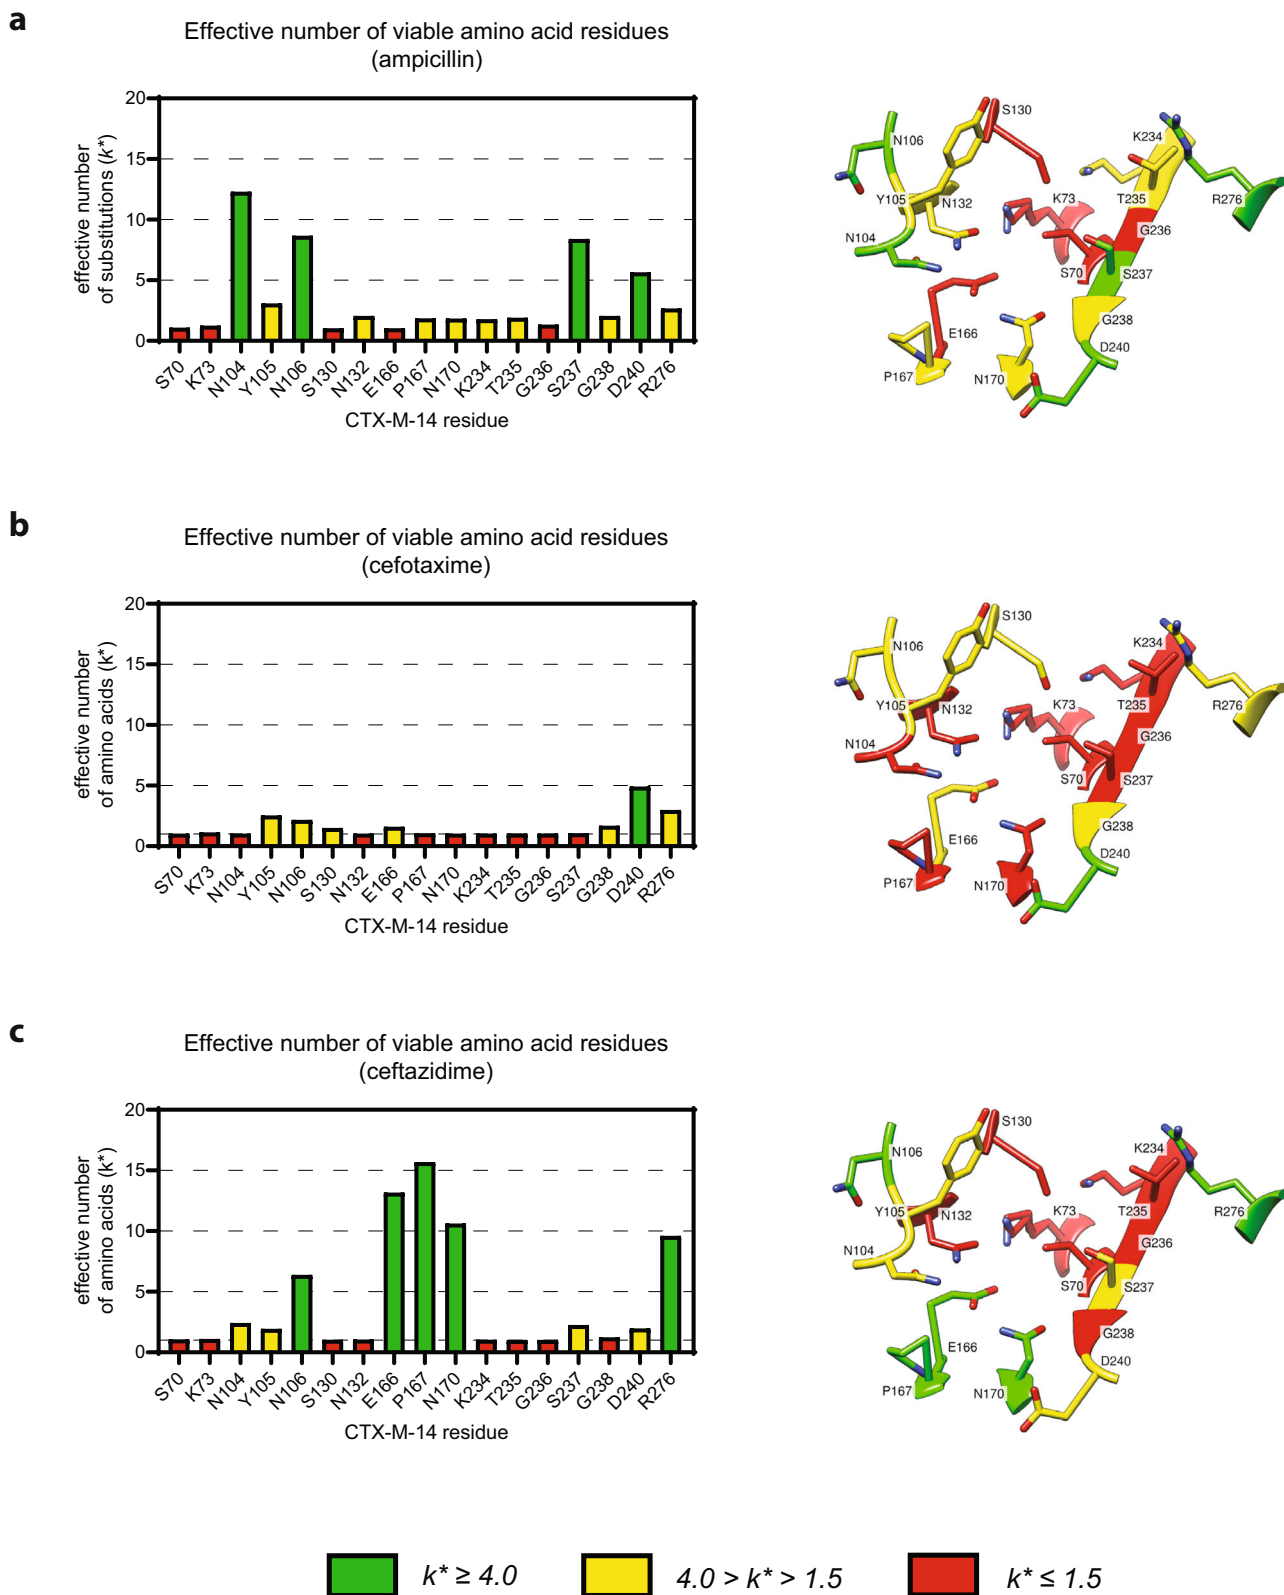 a
Effective number of viable amino acid residues
(ampicillin)
effective number
of substitutions (k*)
20
15
10
5
0
S70 K73 N104 Y105 N106 S130 N132 E166 P167 N170 K234 T235 G236 S237 G238 D240 R276
CTX-M-14 residue
S130
N106
K234
Y105 N132 K73 T235 R276
G236
N104
S70 S237
G238
E166
D240
P167 N170
b
Effective number of viable amino acid residues
(cefotaxime)
effective number
of amino acids (k*)
20
15
10
5
0
S70 K73 N104 Y105 N106 S130 N132 E166 P167 N170 K234 T235 G236 S237 G238 D240 R276
CTX-M-14 residue
S130
N106
K234
Y105 N132 K73 T235 R276
G236
N104
S70 S237
G238
E166
D240
P167 N170
c
Effective number of viable amino acid residues
(ceftazidime)
effective number
of amino acids (k*)
20
15
10
5
0
S70 K73 N104 Y105 N106 S130 N132 E166 P167 N170 K234 T235 G236 S237 G238 D240 R276
CTX-M-14 residue
S130
N106
K234
Y105 N132 K73 T235 R276
G236
N104
S70 S237
G238
E166
D240
P167 N170
k* ≥ 4.0
4.0 > k* > 1.5
k* ≤ 1.5